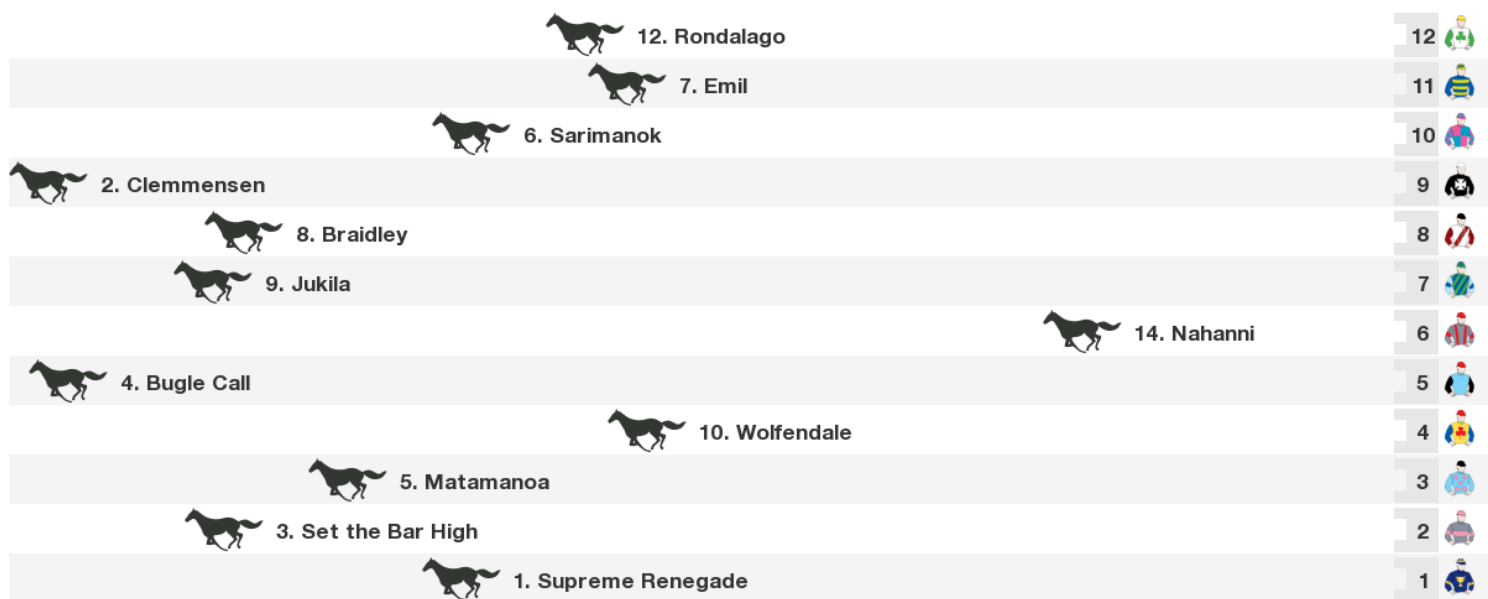 12. Rondalago 12
7. Emil 11
6. Sarimanok 10
2. Clemmensen 9
8. Braidley 8
9. Jukila 7
14. Nahanni 6
4. Bugle Call 5
10. Wolfendale 4
5. Matamanoa 3
3. Set the Bar High 2
1. Supreme Renegade 1